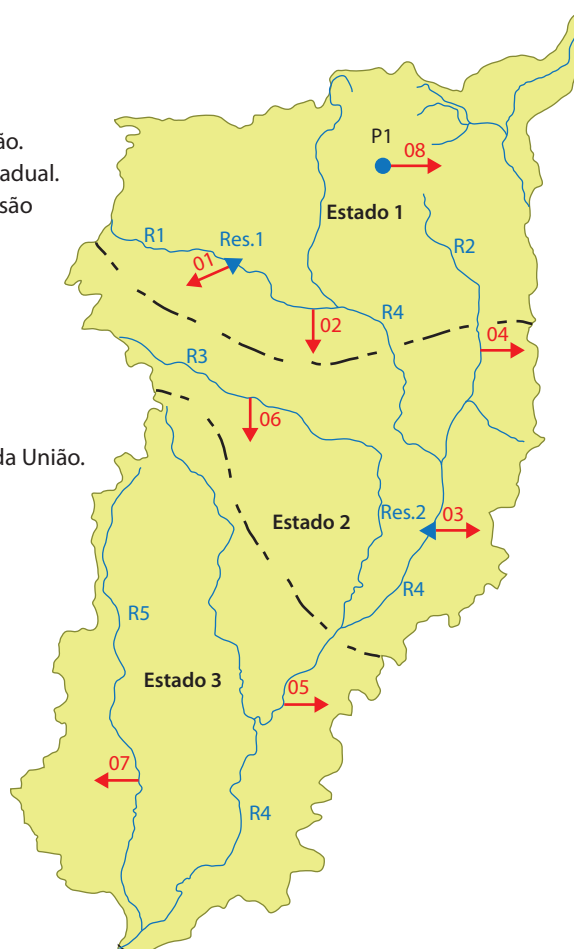 ão.
adual.
são
P1
08
Estado 1
R1
Res.1
R2
01
02
R4
04
R3
06
da União.
Estado 2
Res.2
03
R4
R5
Estado 3
05
07
R4